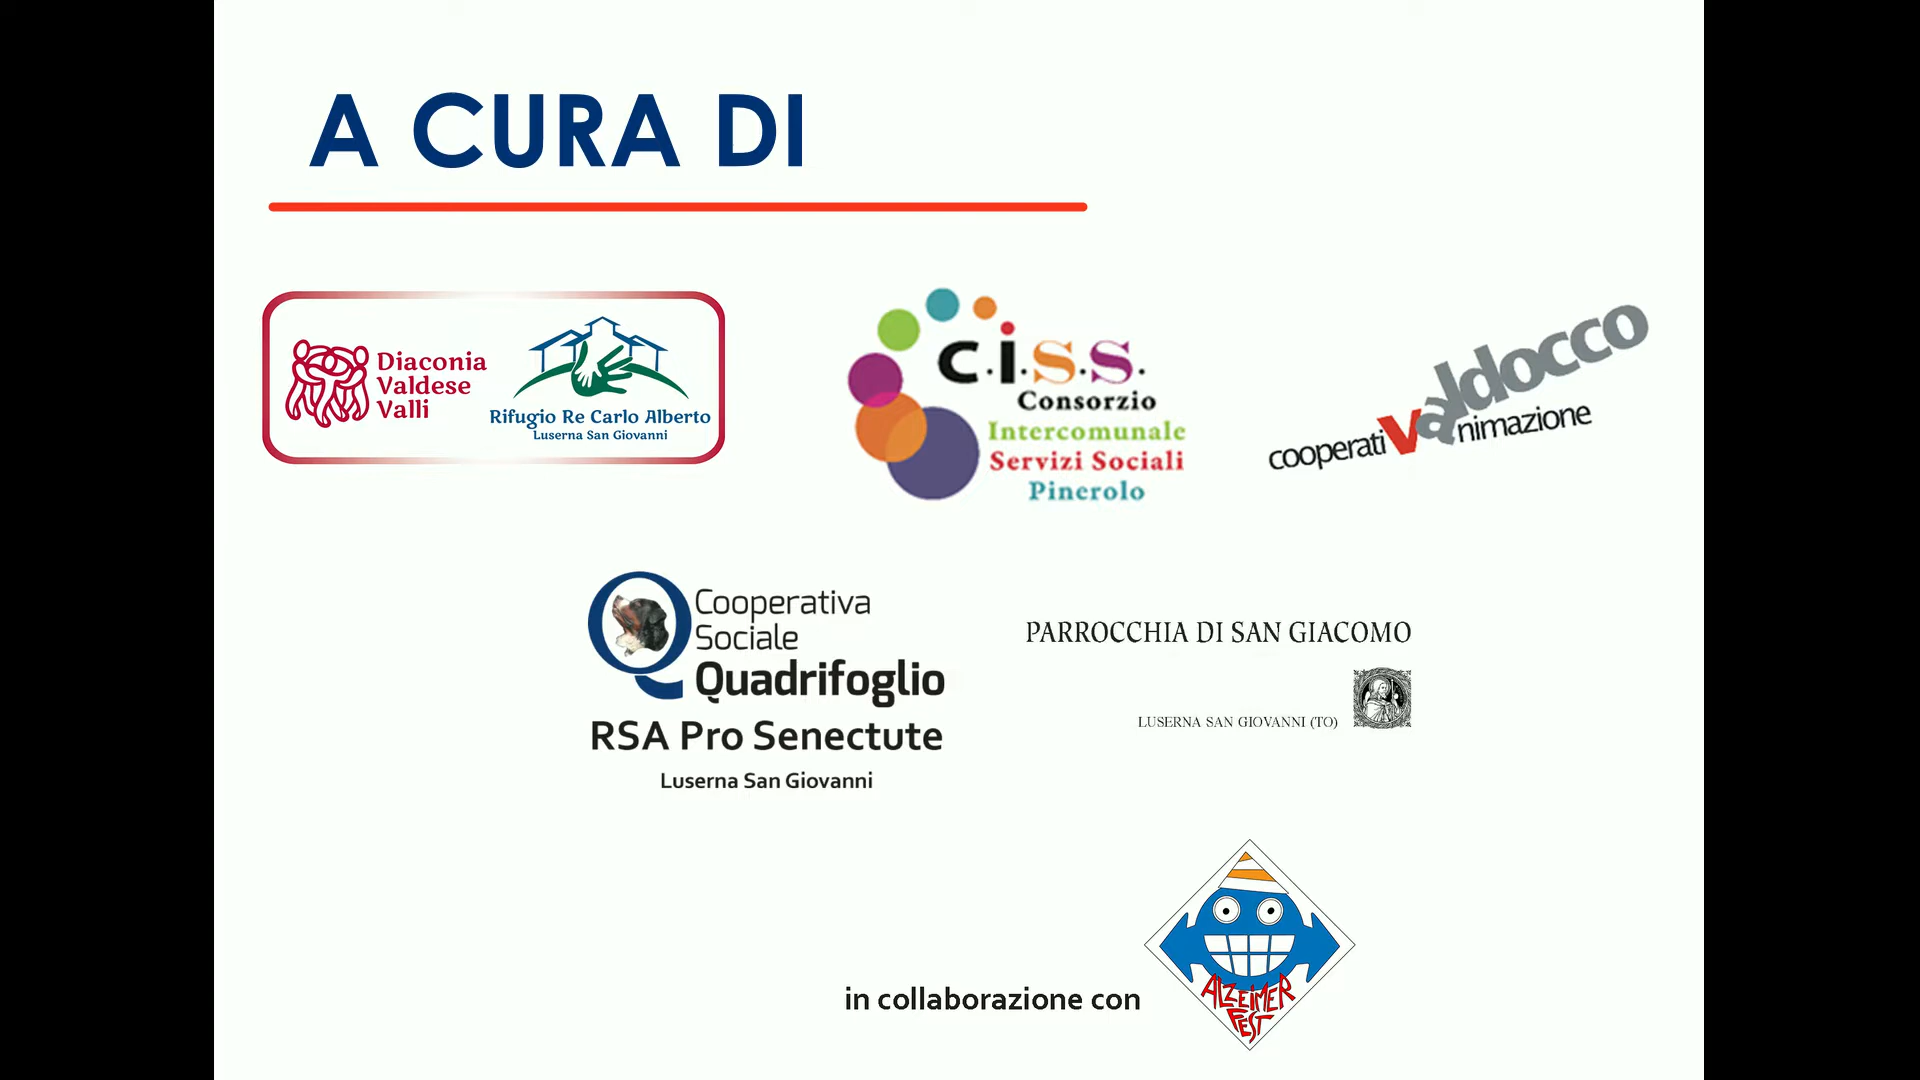 A CURA DI
Diaconia
Valdese
Valli
Rifugio Re Carlo Alberto
Luserna San Giovanni
C.i.S.S.
Consorzio
Intercomunale
Servizi Sociali
Pinerolo
valdocco
cooperativanimazione
Cooperativa
Sociale
Quadrifoglio
RSA Pro Senectute
Luserna San Giovanni
PARROCCHIA DI SAN GIACOMO
LUSERNA SAN GIOVANNI (TO)
in collaborazione con
ALZEIMER
FEST